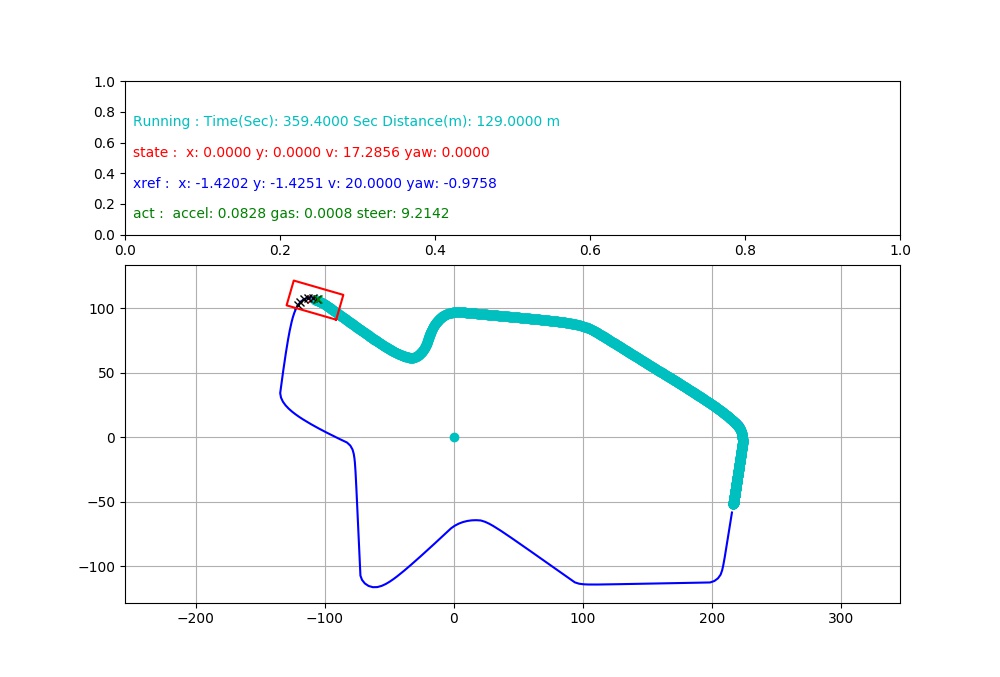 1.0
0.8
0.6
0.4
0.2
0.0
Running : Time(Sec): 359.4000 Sec Distance(m): 129.0000 m
state :  x: 0.0000 y: 0.0000 v: 17.2856 yaw: 0.0000
xref :  x: -1.4202 y: -1.4251 v: 20.0000 yaw: -0.9758
act :  accel: 0.0828 gas: 0.0008 steer: 9.2142
0.0 0.2 0.4 0.6 0.8 1.0
100
50
0
−50
−100
−200 −100 0 100 200 300